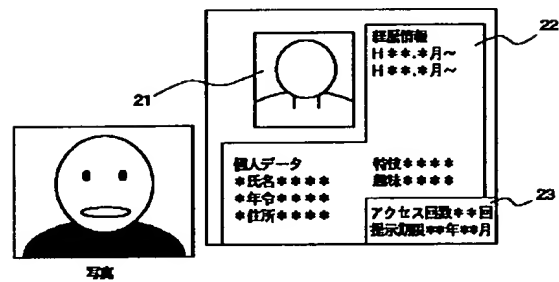 22
経歴情報
H**.*月~
H**.*月~
21
個人データ
*氏名****
*年令****
*住所****
特技****
趣味****
23
アクセス回数**回
提示期限**年**月
写真